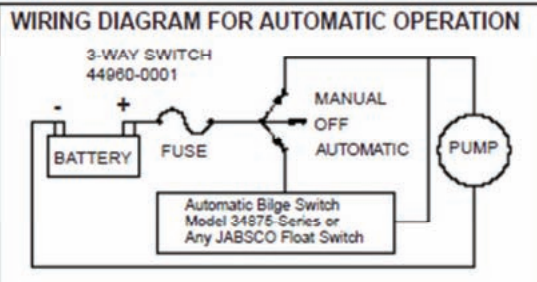 WIRING DIAGRAM FOR AUTOMATIC OPERATION
3-WAY SWITCH
44960-0001
- +
MANUAL
OFF
AUTOMATIC
BATTERY
FUSE
PUMP
Automatic Bilge Switch
Model 34875-Series or
Any JABSCO Float Switch